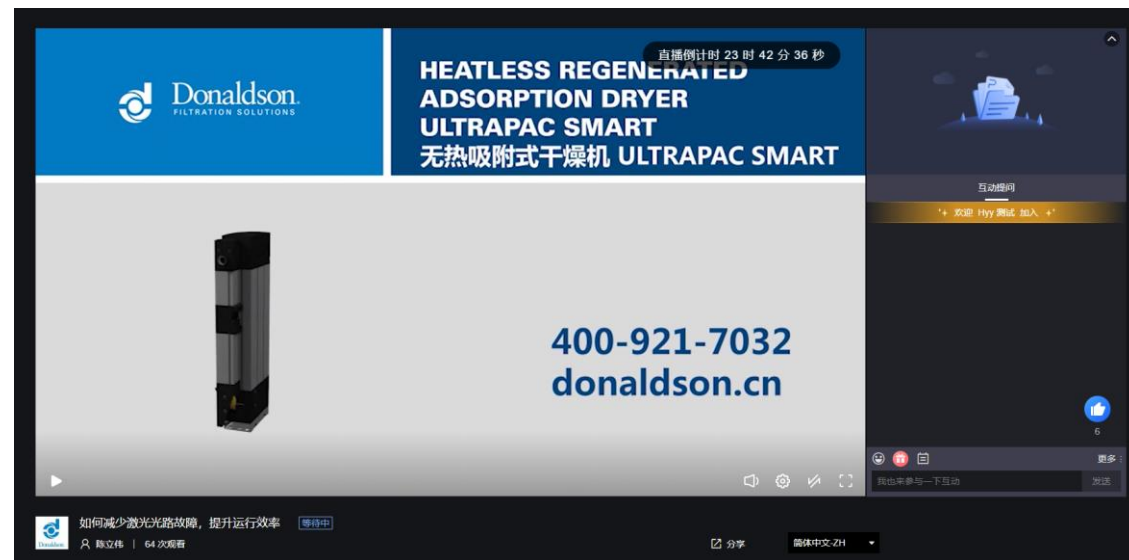 Donaldson.
FILTRATION SOLUTIONS
直播倒计时 23 时 42 分 36 秒
HEATLESS REGENERATED
ADSORPTION DRYER
ULTRAPAC SMART
无热吸附式干燥机 ULTRAPAC SMART
互动提问
欢迎 Hyy 测试 加入
400-921-7032
donaldson.cn
6
更多
我也来参与一下互动
发送
如何减少激光光路故障，提升运行效率 等待中
陈立伟 | 64 次观看
分享
简体中文-ZH